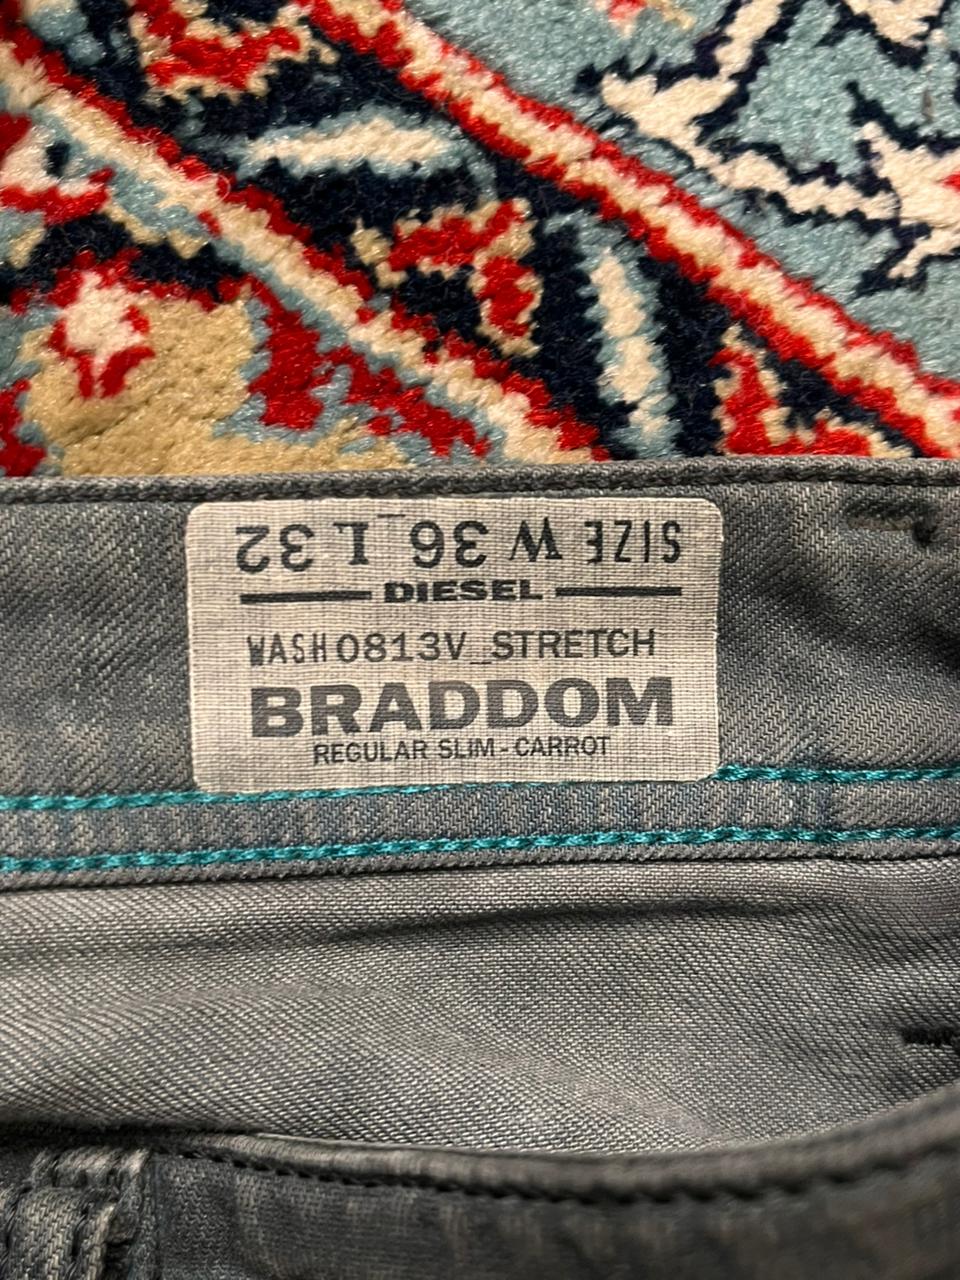 SIZE W 36 L 32
DIESEL
WASH 0813V_STRETCH
BRADDOM
REGULAR SLIM - CARROT